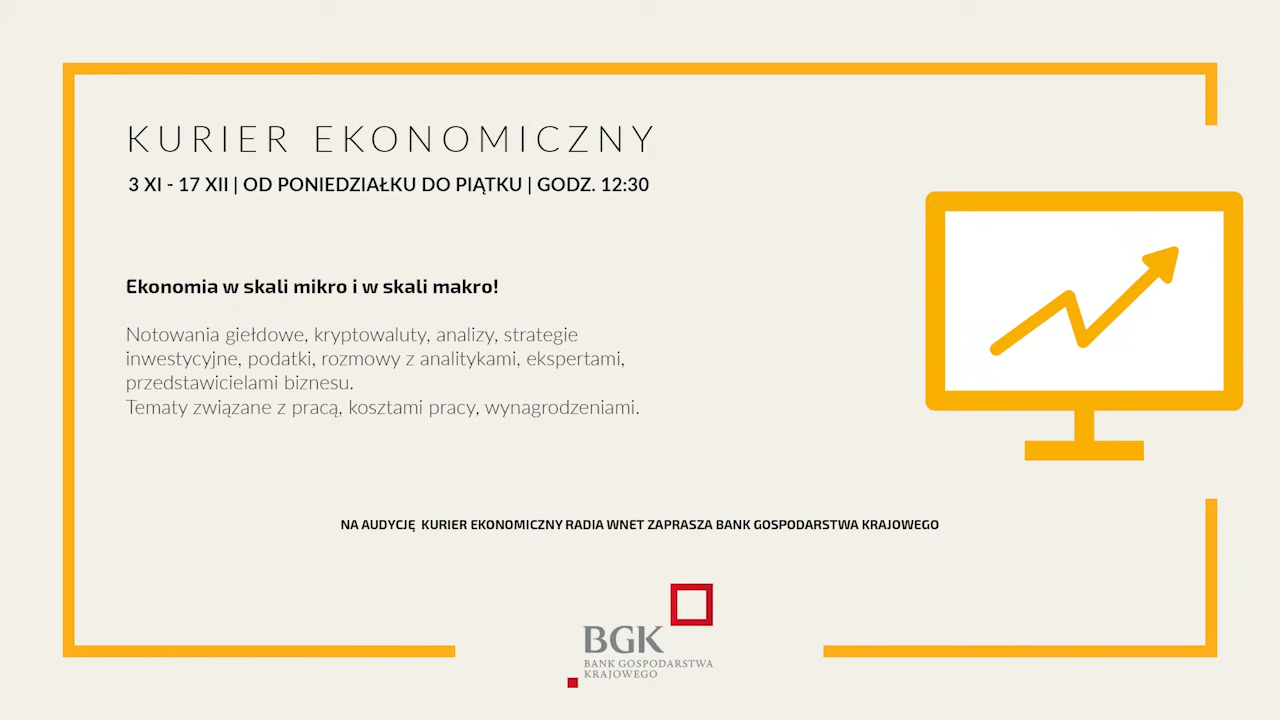 KURIER EKONOMICZNY
3 XI - 17 XII | OD PONIEDZIAŁKU DO PIĄTKU | GODZ. 12:30
Ekonomia w skali mikro i w skali makro!
Notowania giełdowe, kryptowaluty, analizy, strategie
inwestycyjne, podatki, rozmowy z analitykami, ekspertami,
przedstawicielami biznesu.
Tematy związane z pracą, kosztami pracy, wynagrodzeniami.
NA AUDYCJĘ KURIER EKONOMICZNY RADIA WNET ZAPRASZA BANK GOSPODARSTWA KRAJOWEGO
BGK
BANK GOSPODARSTWA
KRAJOWEGO